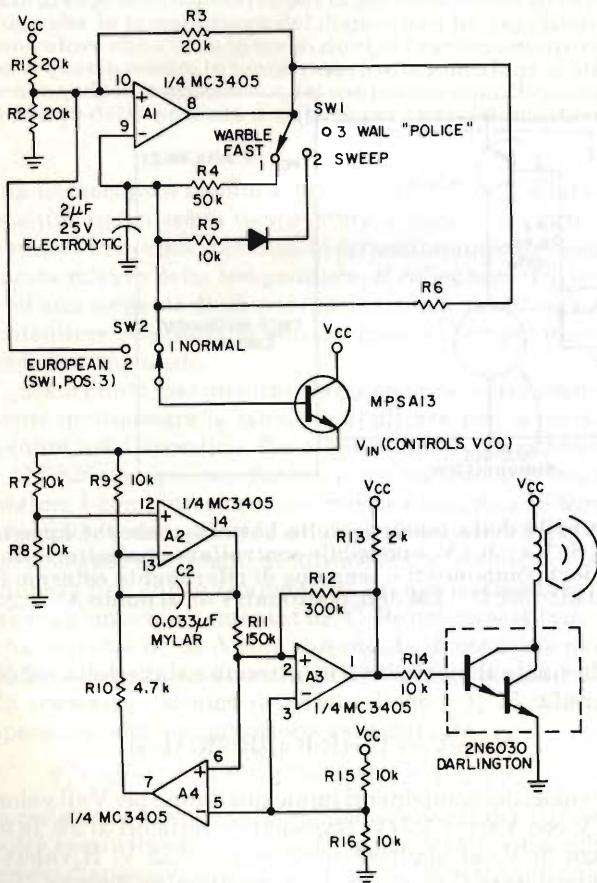 VCC
R3
20k
R1
20k
10
1/4 MC3405
+
A1
8
R2
20k
9
-
SW1
WARBLE
FAST
1
3 WAIL "POLICE"
2 SWEEP
C1
2µF
25V
ELECTROLYTIC
R4
50k
R5
10k
R6
SW2
1 NORMAL
EUROPEAN 2
(SW1, POS. 3)
VCC
MPSA13
VIN (CONTROLS VCO)
R7
10k
R9
10k
12
1/4 MC3405
+
A2
14
R8
10k
13
-
C2
0.033µF
MYLAR
R11
150k
R12
300k
VCC
R13
2k
VCC
R10
4.7k
2
+
A3
1
3
-
1/4 MC3405
R14
10k
2N6030
DARLINGTON
7
A4
+
6
-
5
1/4 MC3405
VCC
R15
10k
R16
10k